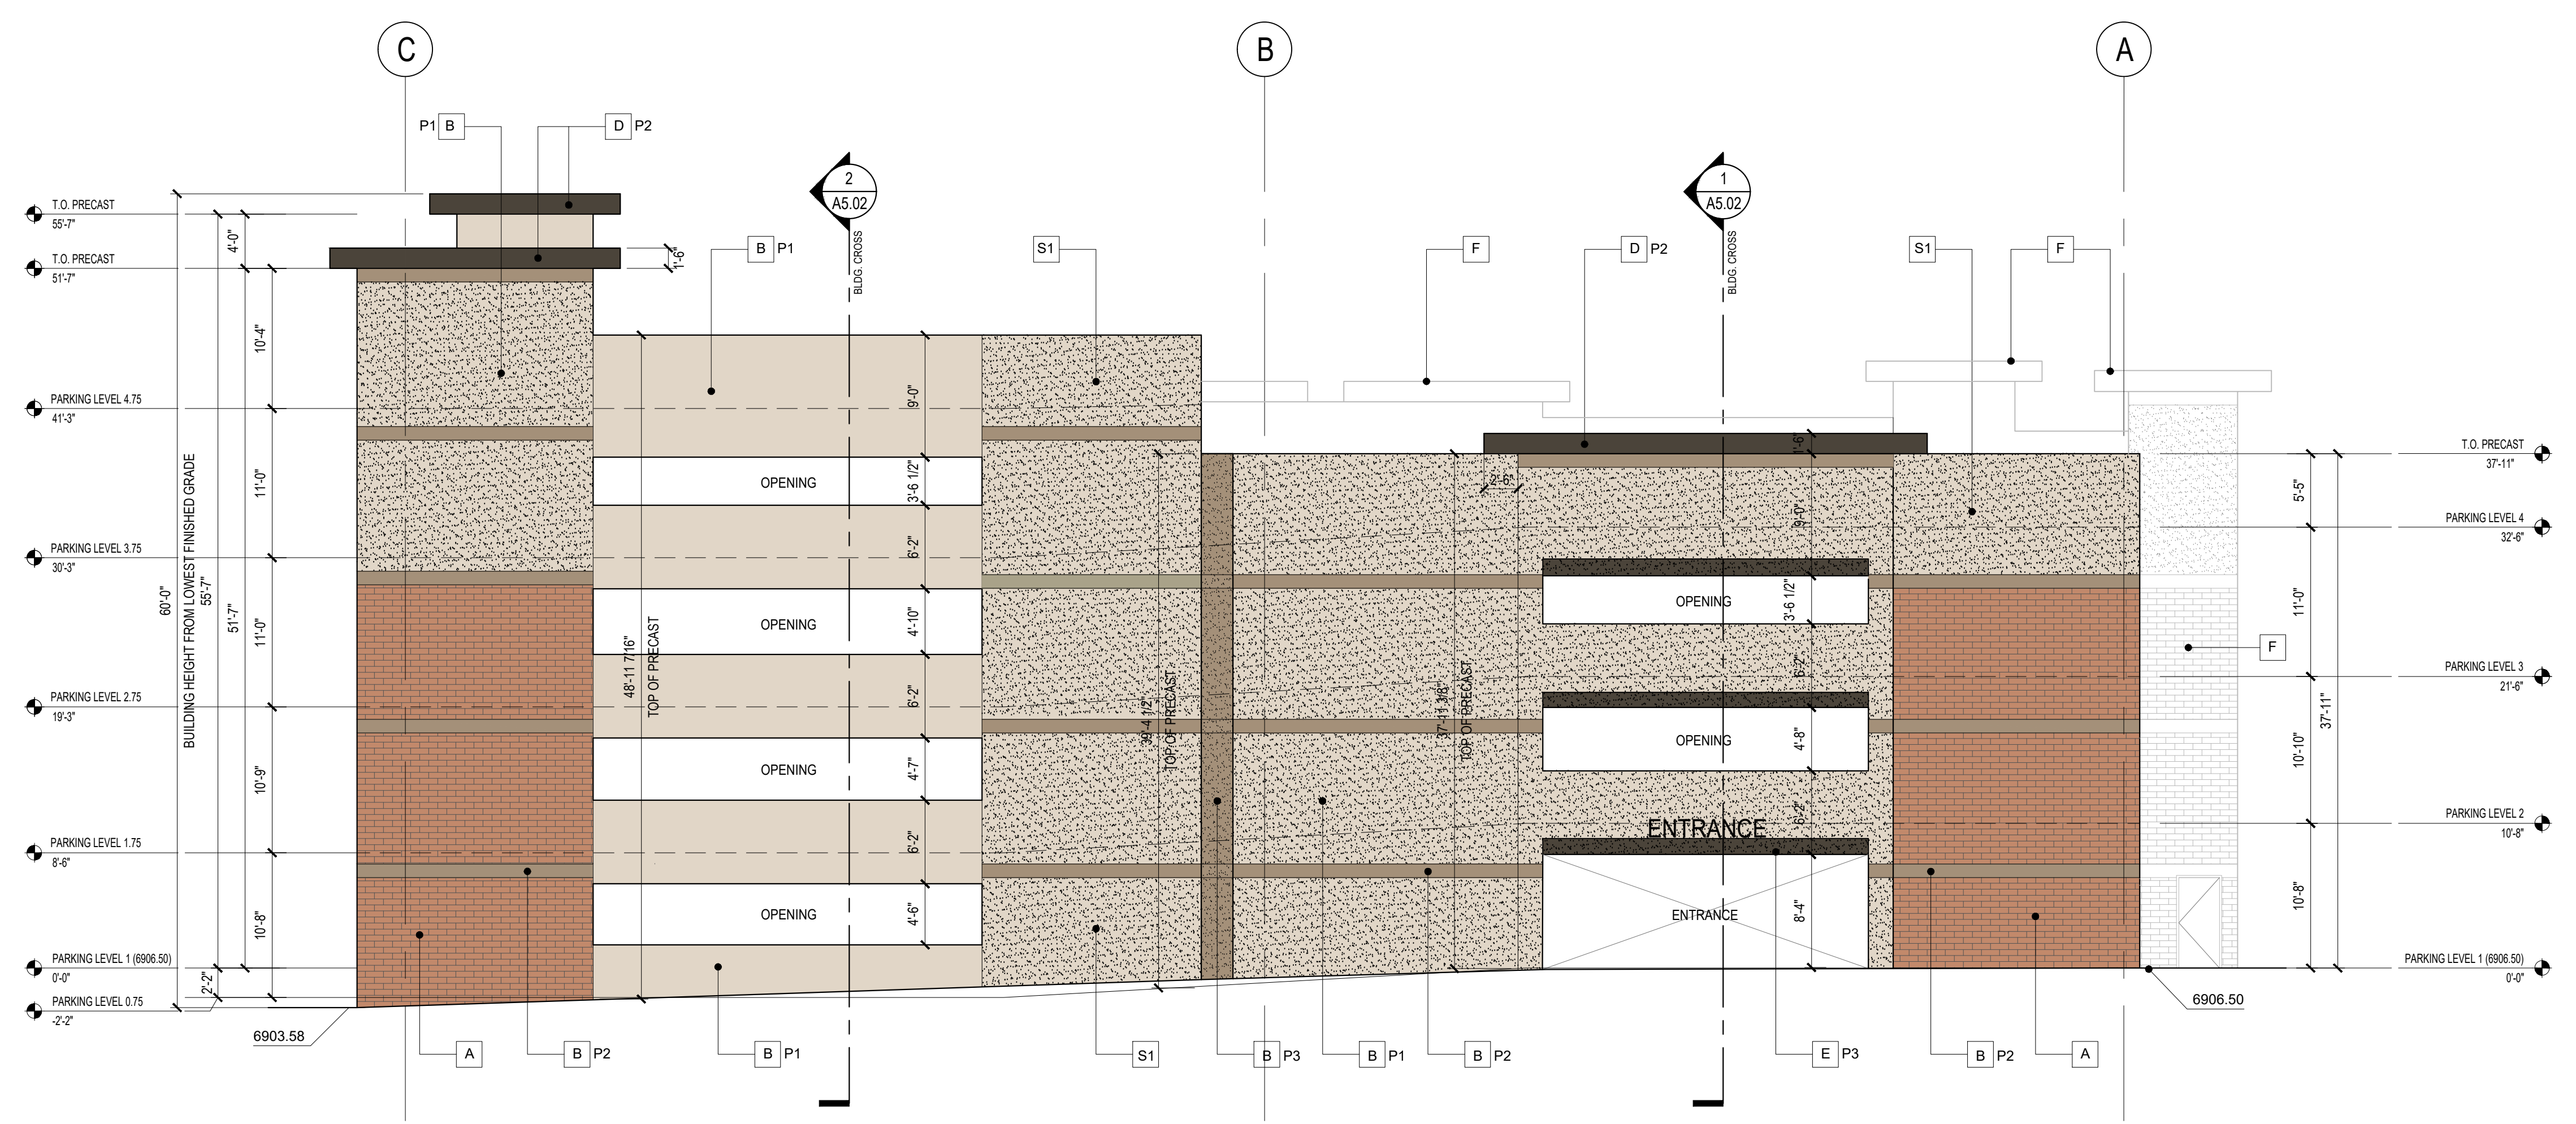 C
B
A
P1 B
D P2
2
A5.02
BLDG. CROSS
1
A5.02
BLDG. CROSS
B P1
S1
F
D P2
S1
F
T.O. PRECAST
55'-7"
T.O. PRECAST
51'-7"
PARKING LEVEL 4.75
41'-3"
PARKING LEVEL 3.75
30'-3"
PARKING LEVEL 2.75
19'-3"
PARKING LEVEL 1.75
8'-6"
PARKING LEVEL 1 (6906.50)
0'-0"
PARKING LEVEL 0.75
-2'-2"
60'-0"
BUILDING HEIGHT FROM LOWEST FINISHED GRADE
55'-7"
51'-7"
4'-0"
10'-4"
11'-0"
11'-0"
10'-9"
10'-8"
2'-2"
1'-6"
48'-11 7/16"
TOP OF PRECAST
9'-0"
3'-6 1/2"
6'-2"
4'-10"
6'-2"
4'-7"
6'-2"
4'-6"
OPENING
OPENING
OPENING
OPENING
39'-4 1/2"
TOP OF PRECAST
TOP OF PRECAST
2'-6"
1'-6"
9'-0"
3'-6 1/2"
6'-2"
4'-8"
6'-2"
8'-4"
OPENING
OPENING
ENTRANCE
ENTRANCE
F
T.O. PRECAST
37'-11"
PARKING LEVEL 4
32'-6"
PARKING LEVEL 3
21'-6"
PARKING LEVEL 2
10'-8"
PARKING LEVEL 1 (6906.50)
0'-0"
5'-5"
11'-0"
10'-10"
10'-8"
37'-11"
6903.58
6906.50
A
B P2
B P1
S1
B P3
B P1
B P2
E P3
B P2
A